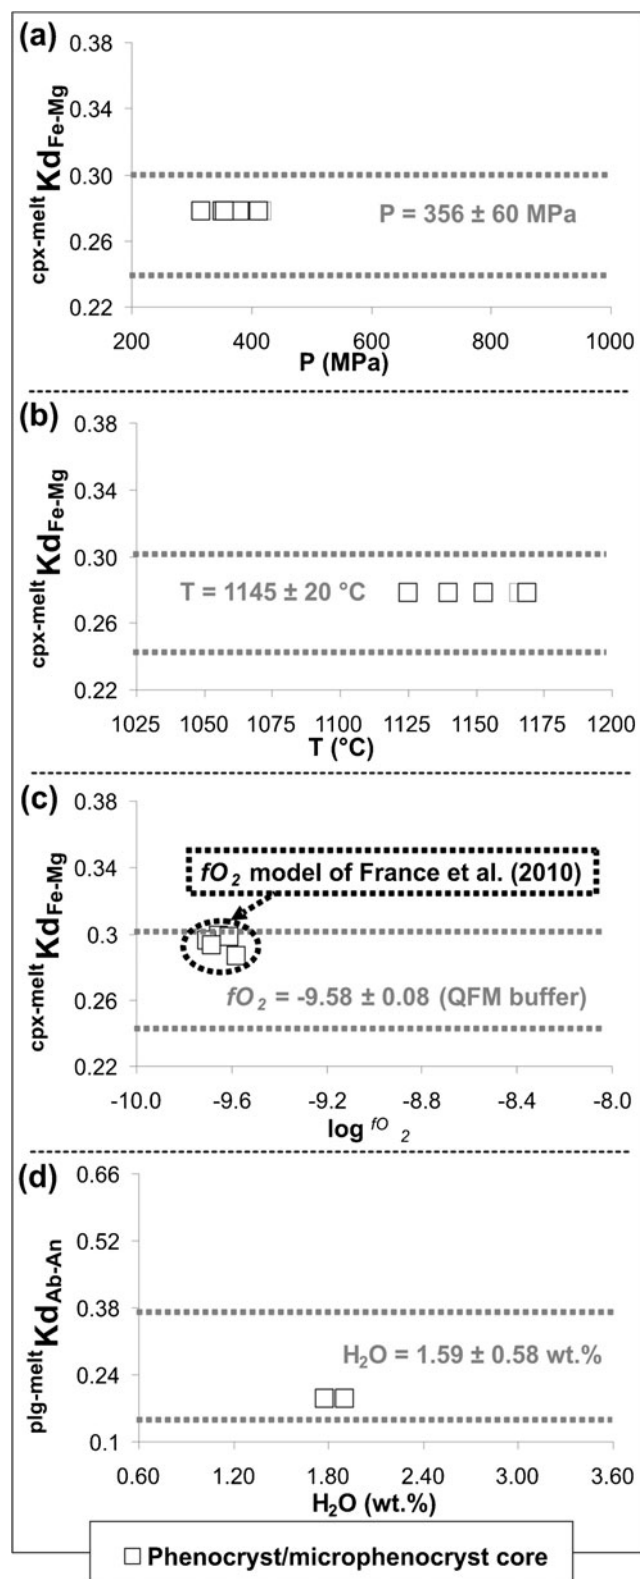 (a)
cpx-melt Kd Fe-Mg
0.38
0.34
0.30
0.26
0.22
P = 356 ± 60 MPa
200 400 600 800 1000
P (MPa)
(b)
cpx-melt Kd Fe-Mg
0.38
0.34
0.30
0.26
0.22
T = 1145 ± 20 °C
1025 1050 1075 1100 1125 1150 1175 1200
T (°C)
(c)
cpx-melt Kd Fe-Mg
0.38
0.34
0.3
0.26
0.22
fO2 model of France et al. (2010)
fO2 = -9.58 ± 0.08 (QFM buffer)
-10.0 -9.6 -9.2 -8.8 -8.4 -8.0
log fO 2
(d)
plg-melt Kd Ab-An
0.66
0.52
0.38
0.24
0.1
H2O = 1.59 ± 0.58 wt.%
0.60 1.20 1.80 2.40 3.00 3.60
H2O (wt.%)
Phenocryst/microphenocryst core